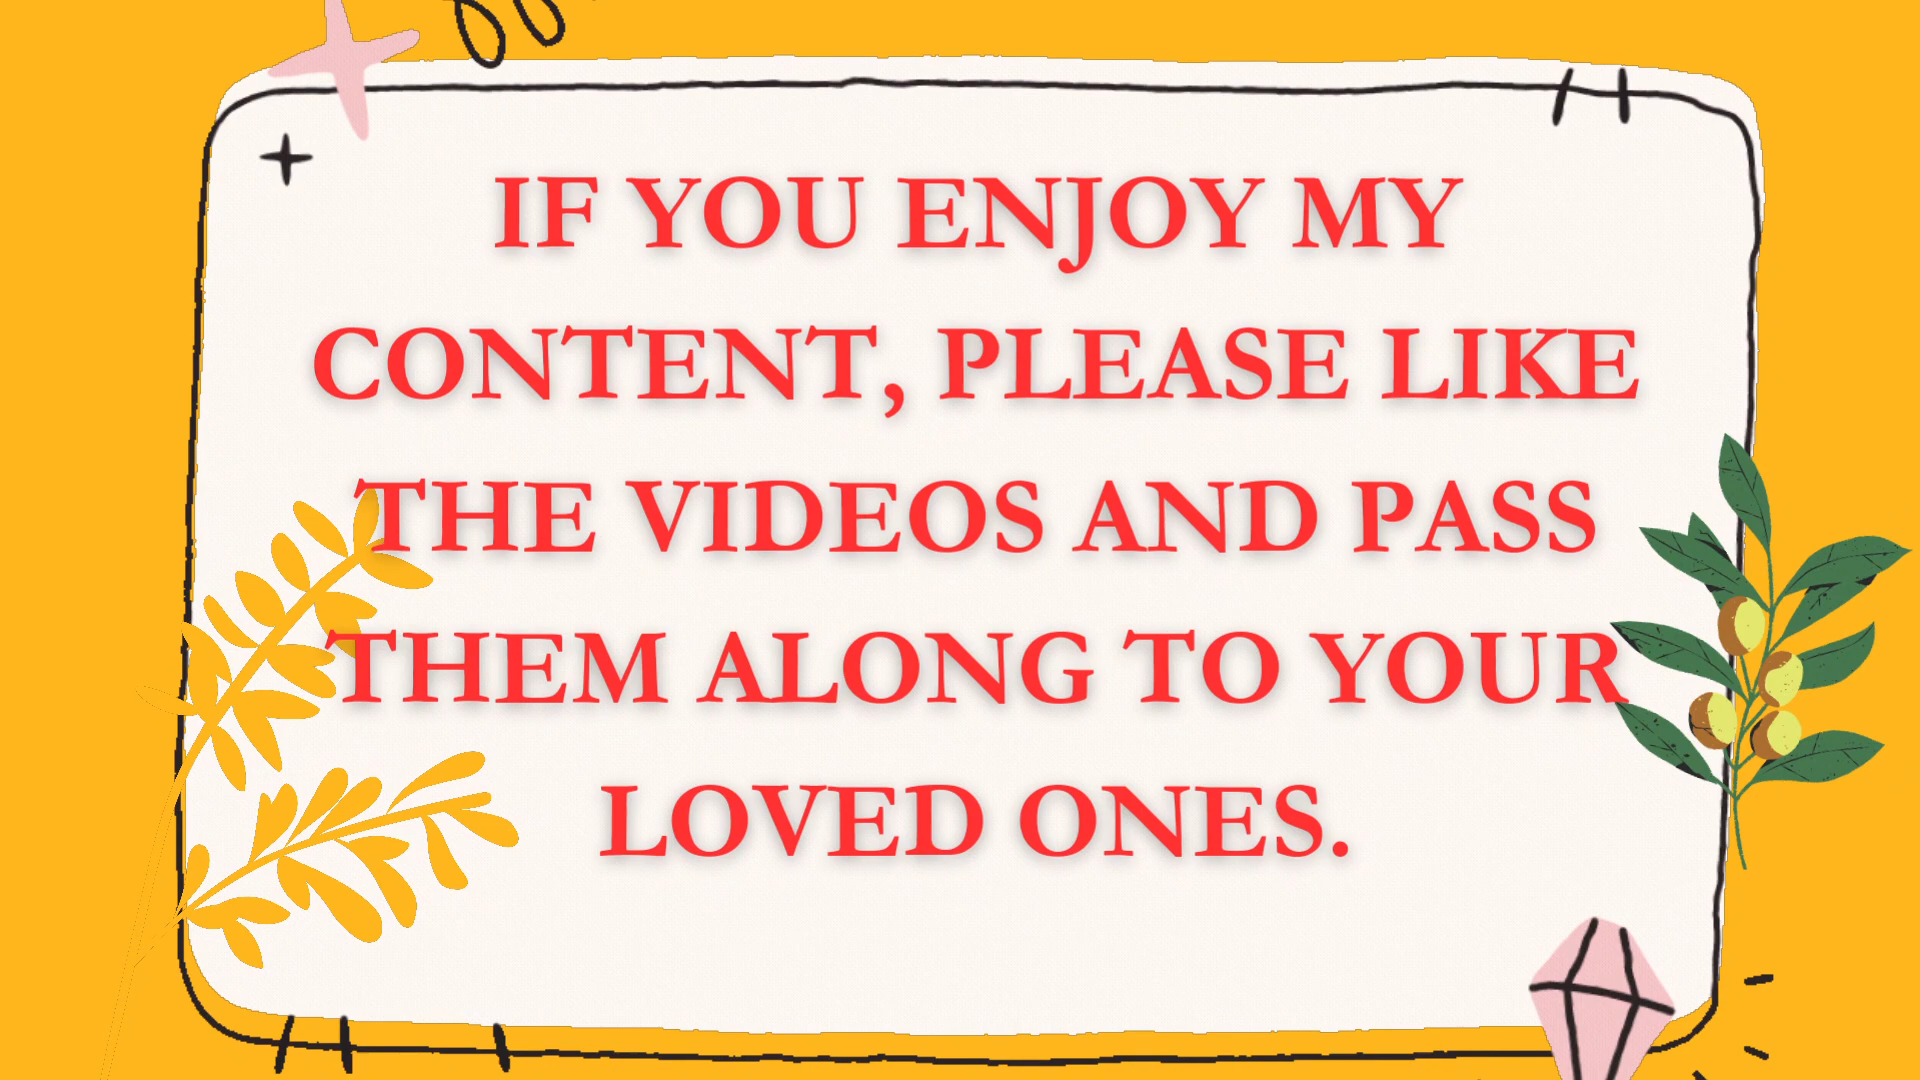 IF YOU ENJOY MY
CONTENT, PLEASE LIKE
THE VIDEOS AND PASS
THEM ALONG TO YOUR
LOVED ONES.